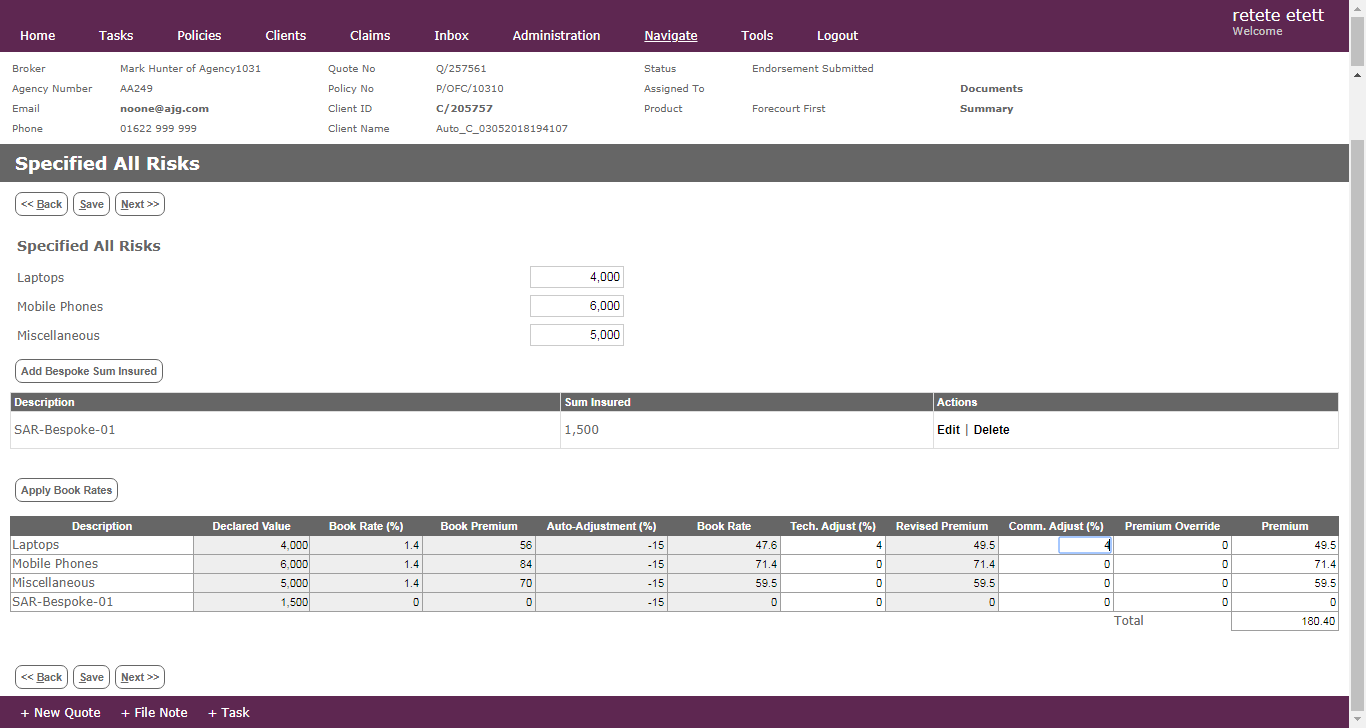 retete etett
Home Tasks Policies Clients Claims Inbox Administration Navigate Tools Logout Welcome
Broker Mark Hunter of Agency1031 Quote No Q/257561 Status Endorsement Submitted
Agency Number AA249 Policy No P/OFC/10310 Assigned To Documents
Email noone@ajg.com Client ID C/205757 Product Forecourt First Summary
Phone 01622 999 999 Client Name Auto_C_03052018194107
Specified All Risks
<< Back Save Next >>
Specified All Risks
Laptops 4,000
Mobile Phones 6,000
Miscellaneous 5,000
Add Bespoke Sum Insured
Description Sum Insured Actions
SAR-Bespoke-01 1,500 Edit | Delete
Apply Book Rates
Description Declared Value Book Rate (%) Book Premium Auto-Adjustment (%) Book Rate Tech. Adjust (%) Revised Premium Comm. Adjust (%) Premium Override Premium
Laptops 4,000 1.4 56 -15 47.6 4 49.5 4 0 49.5
Mobile Phones 6,000 1.4 84 -15 71.4 0 71.4 0 0 71.4
Miscellaneous 5,000 1.4 70 -15 59.5 0 59.5 0 0 59.5
SAR-Bespoke-01 1,500 0 0 -15 0 0 0 0 0 0
Total 180.40
<< Back Save Next >>
+ New Quote + File Note + Task